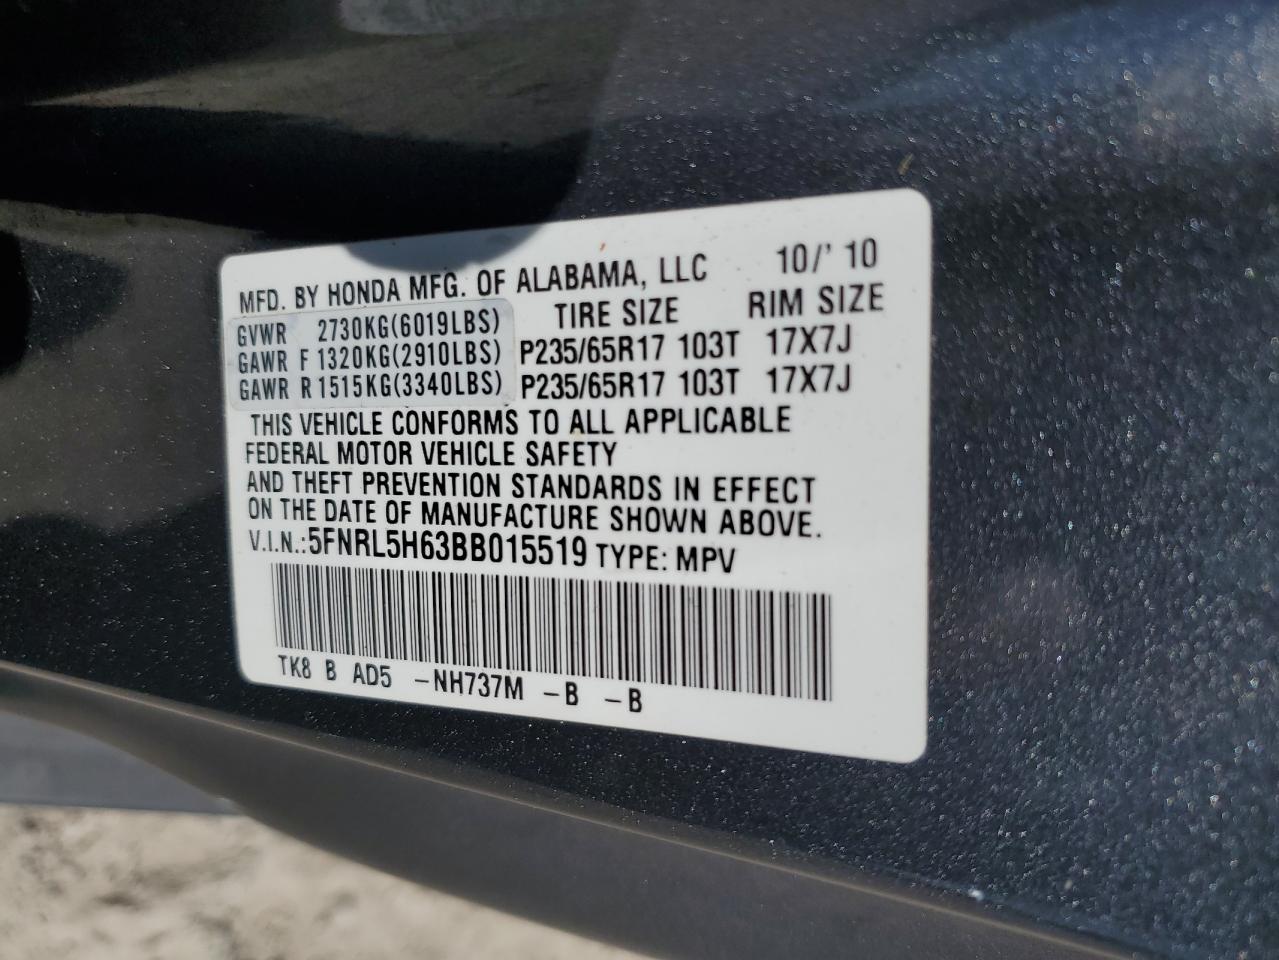 MFD. BY HONDA MFG. OF ALABAMA, LLC 10/' 10
GVWR 2730KG(6019LBS) TIRE SIZE RIM SIZE
GAWR F 1320KG(2910LBS) P235/65R17 103T 17X7J
GAWR R 1515KG(3340LBS) P235/65R17 103T 17X7J
THIS VEHICLE CONFORMS TO ALL APPLICABLE
FEDERAL MOTOR VEHICLE SAFETY
AND THEFT PREVENTION STANDARDS IN EFFECT
ON THE DATE OF MANUFACTURE SHOWN ABOVE.
V.I.N.:5FNRL5H63BB015519 TYPE: MPV
TK8 B AD5 -NH737M -B -B